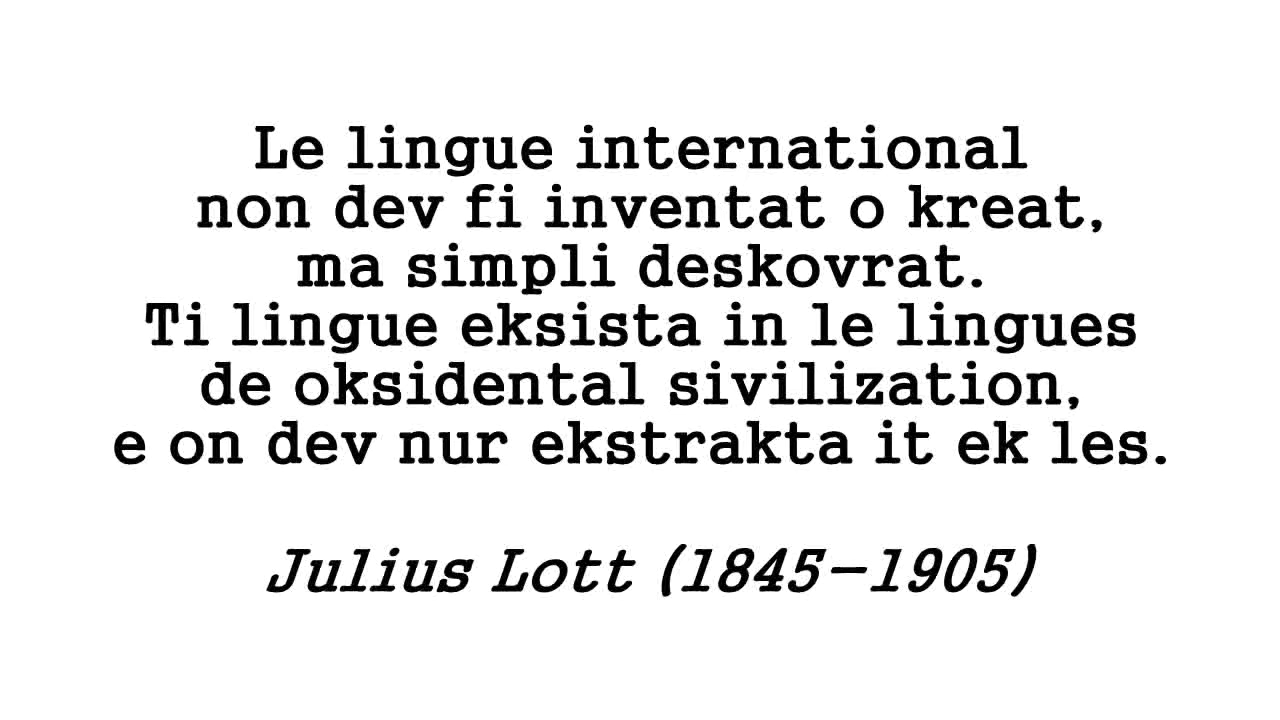 Le lingue international
non dev fi inventat o kreat,
ma simpli deskovrat.
Ti lingue eksista in le lingues
de oksidental sivilization,
e on dev nur ekstrakta it ek les.
Julius Lott (1845–1905)